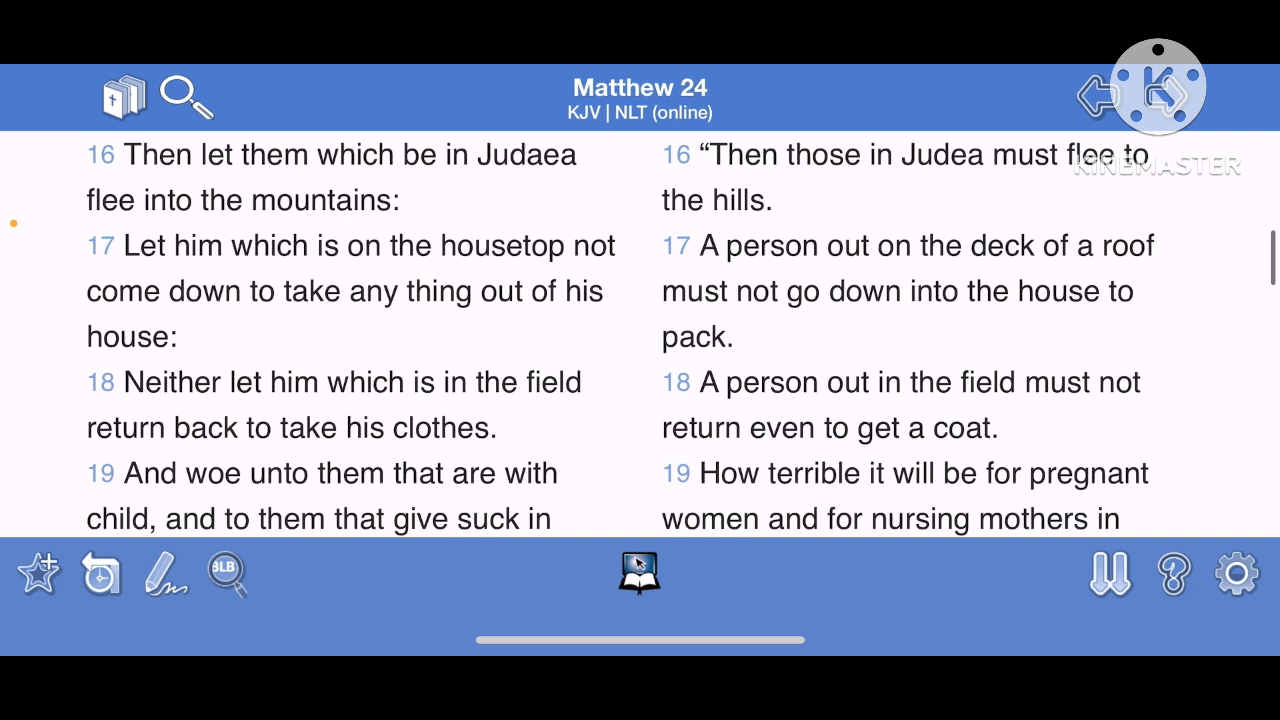 Matthew 24
KJV | NLT (online)
KINEMASTER
16 Then let them which be in Judaea
flee into the mountains:
17 Let him which is on the housetop not
come down to take any thing out of his
house:
18 Neither let him which is in the field
return back to take his clothes.
19 And woe unto them that are with
child, and to them that give suck in
16 “Then those in Judea must flee to
the hills.
17 A person out on the deck of a roof
must not go down into the house to
pack.
18 A person out in the field must not
return even to get a coat.
19 How terrible it will be for pregnant
women and for nursing mothers in
BLB